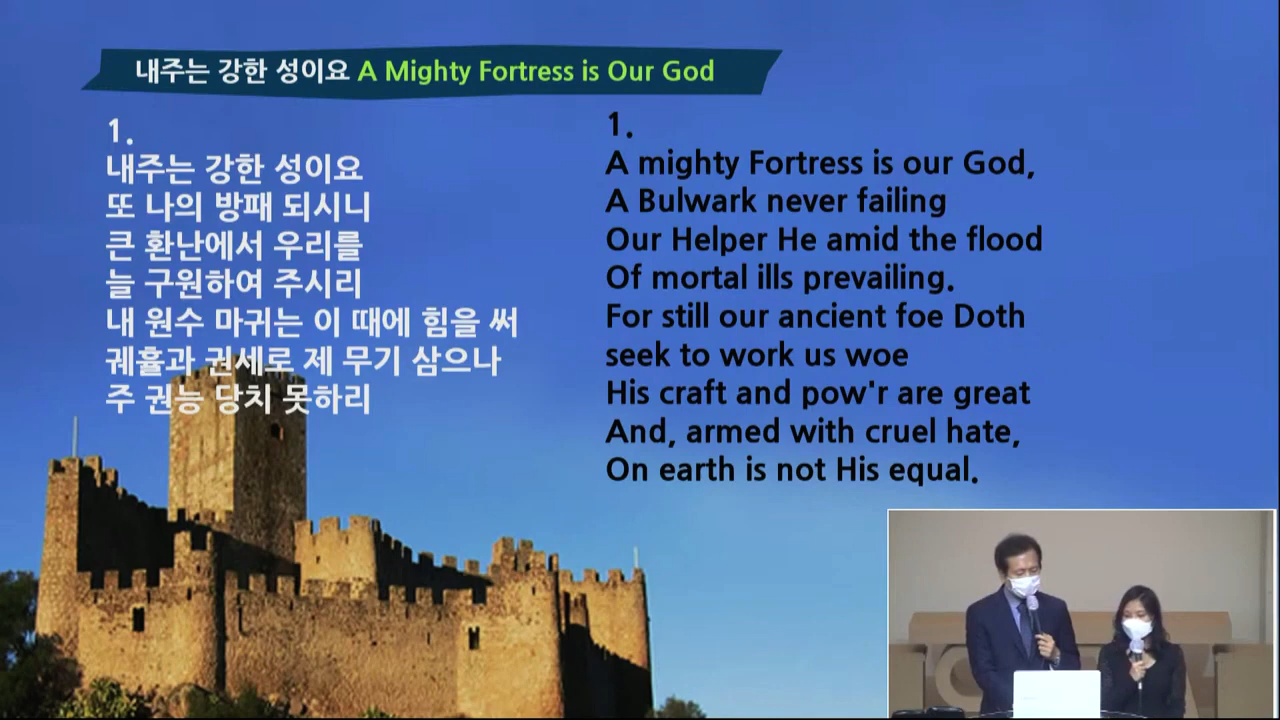 내주는 강한 성이요 A Mighty Fortress is Our God
1.
내주는 강한 성이요
또 나의 방패 되시니
큰 환난에서 우리를
늘 구원하여 주시리
내 원수 마귀는 이 때에 힘을 써
궤휼과 권세로 제 무기 삼으나
주 권능 당치 못하리
1.
A mighty Fortress is our God,
A Bulwark never failing
Our Helper He amid the flood
Of mortal ills prevailing.
For still our ancient foe Doth
seek to work us woe
His craft and pow'r are great
And, armed with cruel hate,
On earth is not His equal.